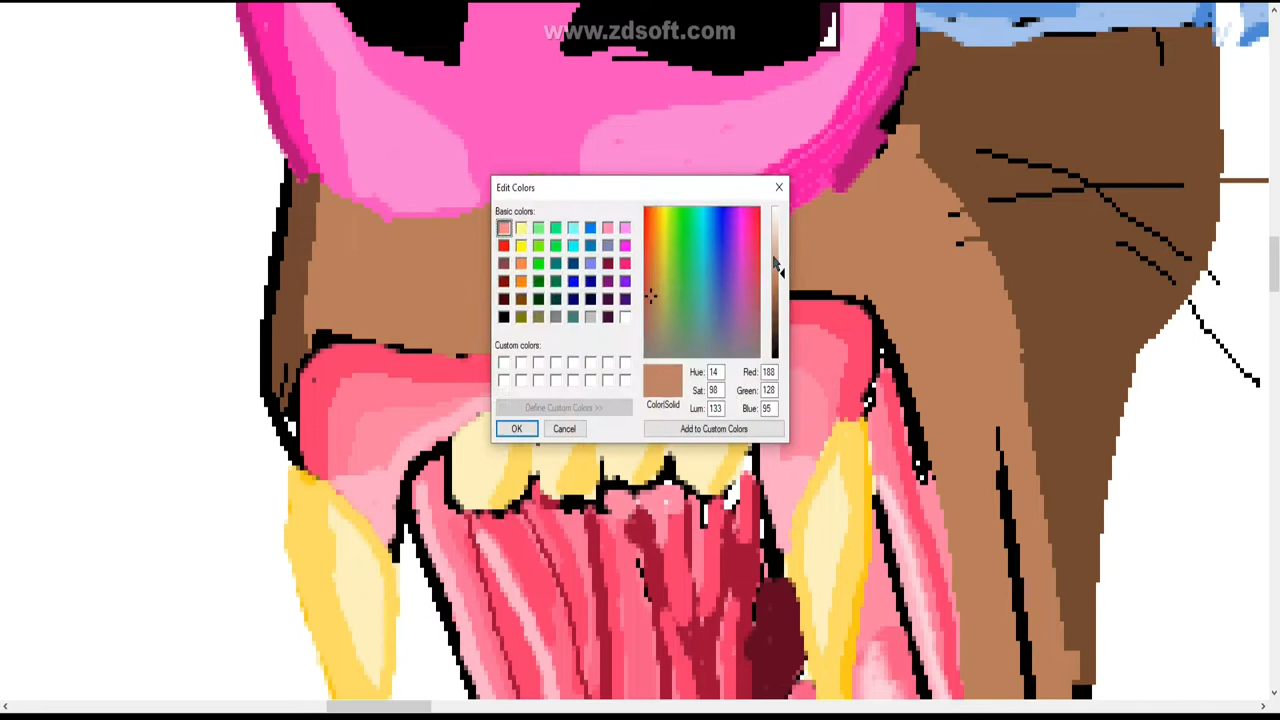 www.zdsoft.com
Edit Colors
Basic colors:
Custom colors:
Define Custom Colors >>
OK
Cancel
Hue: 14
Red: 188
Sat: 98
Green: 128
Color|Solid
Lum: 133
Blue: 95
Add to Custom Colors